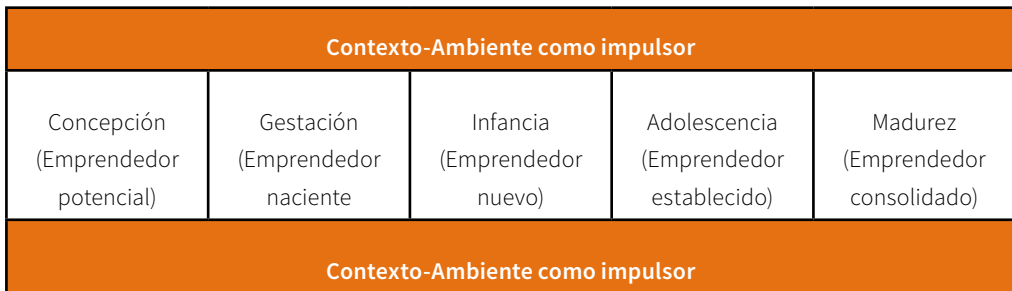 Contexto-Ambiente como impulsor
Concepción
(Emprendedor
potencial)
Gestación
(Emprendedor
naciente
Infancia
(Emprendedor
nuevo)
Adolescencia
(Emprendedor
establecido)
Madurez
(Emprendedor
consolidado)
Contexto-Ambiente como impulsor